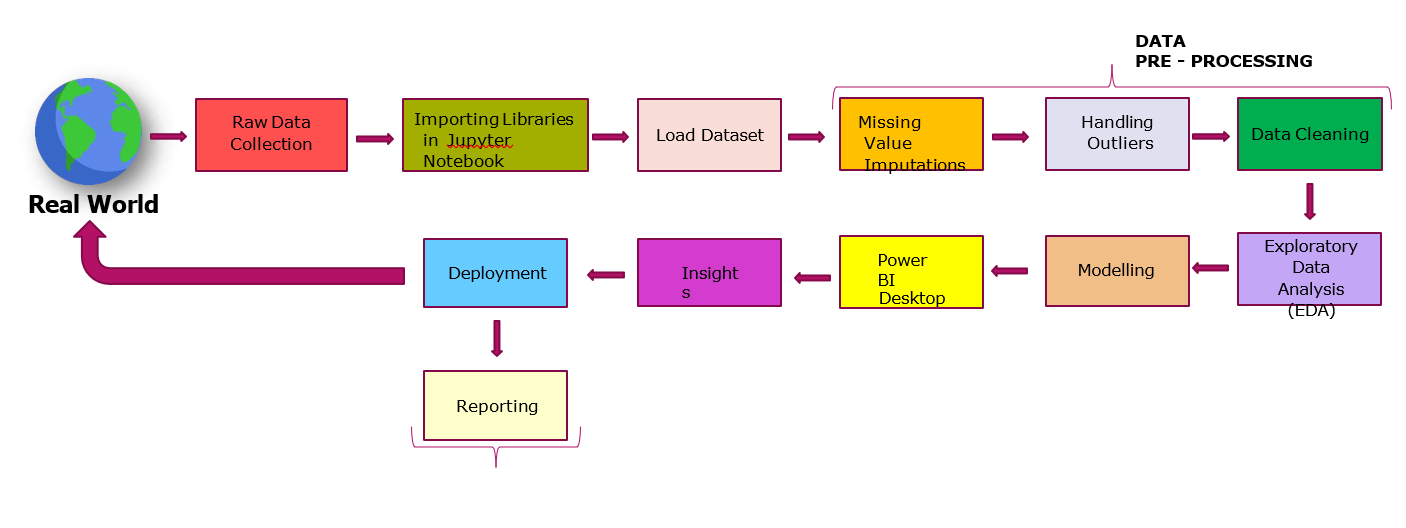 DATA
PRE - PROCESSING
Raw Data
Collection
Importing Libraries
in Jupyter
Notebook
Load Dataset
Missing
Value
Imputations
Handling
Outliers
Data Cleaning
Real World
Deployment
Insight
s
Power
BI
Desktop
Modelling
Exploratory
Data
Analysis
(EDA)
Reporting